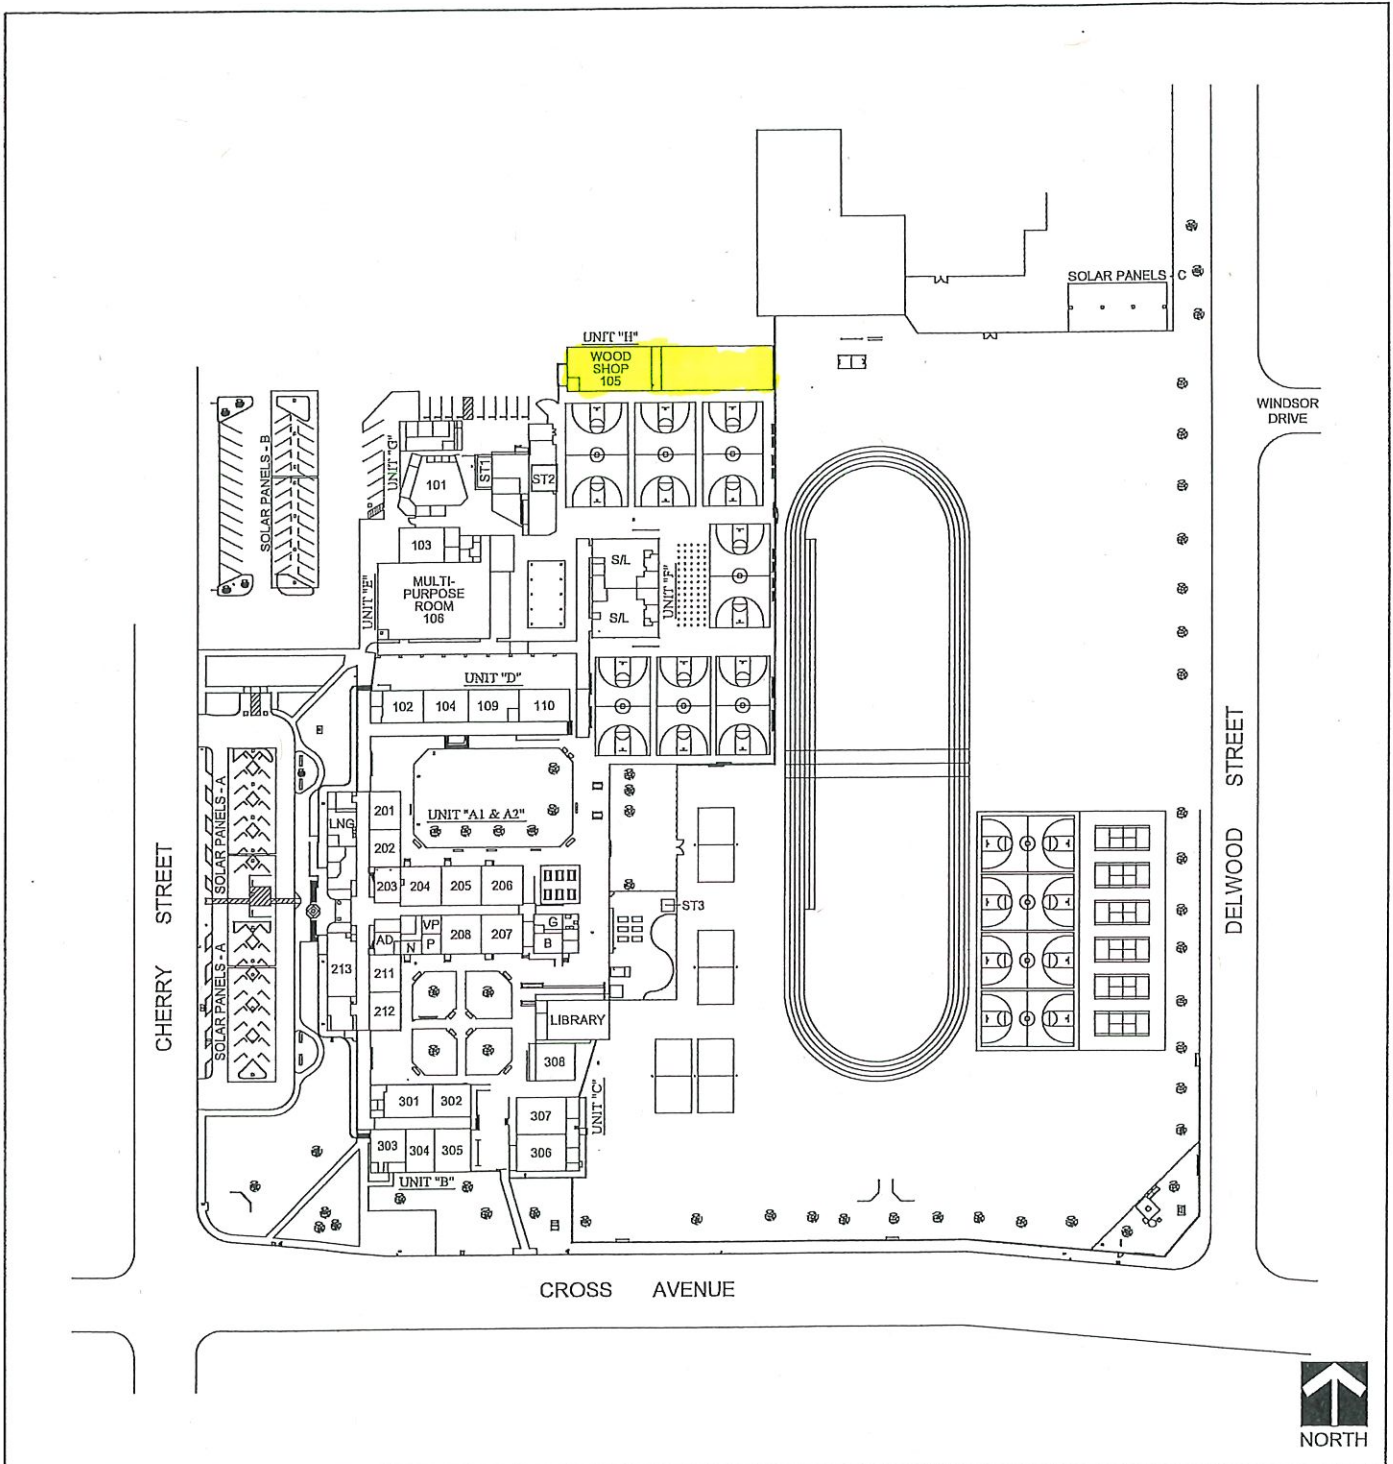 SOLAR PANELS - C
UNIT "H"
WOOD
SHOP
105
WINDSOR
DRIVE
SOLAR PANELS - B
UNIT "G"
101
ST1
ST2
103
UNIT "E"
MULTI-
PURPOSE
ROOM
106
S/L
S/L
UNIT "F"
UNIT "D"
102
104
109
110
SOLAR PANELS - A
SOLAR PANELS - A
201
LNG
202
UNIT "A1 & A2"
203
204
205
206
ST3
AD
N
VP
P
208
207
G
B
213
211
212
LIBRARY
308
301
302
307
UNIT "C"
303
304
305
306
UNIT "B"
CHERRY STREET
DELWOOD STREET
CROSS AVENUE
NORTH